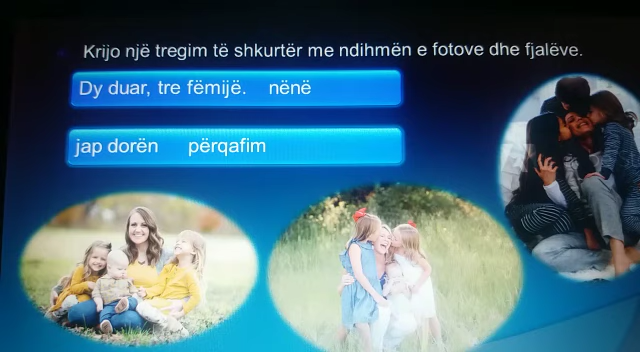 Krijo një tregim të shkurtër me ndihmën e fotove dhe fjalëve.
Dy duar, tre fëmijë. nënë
jap dorën përqafim